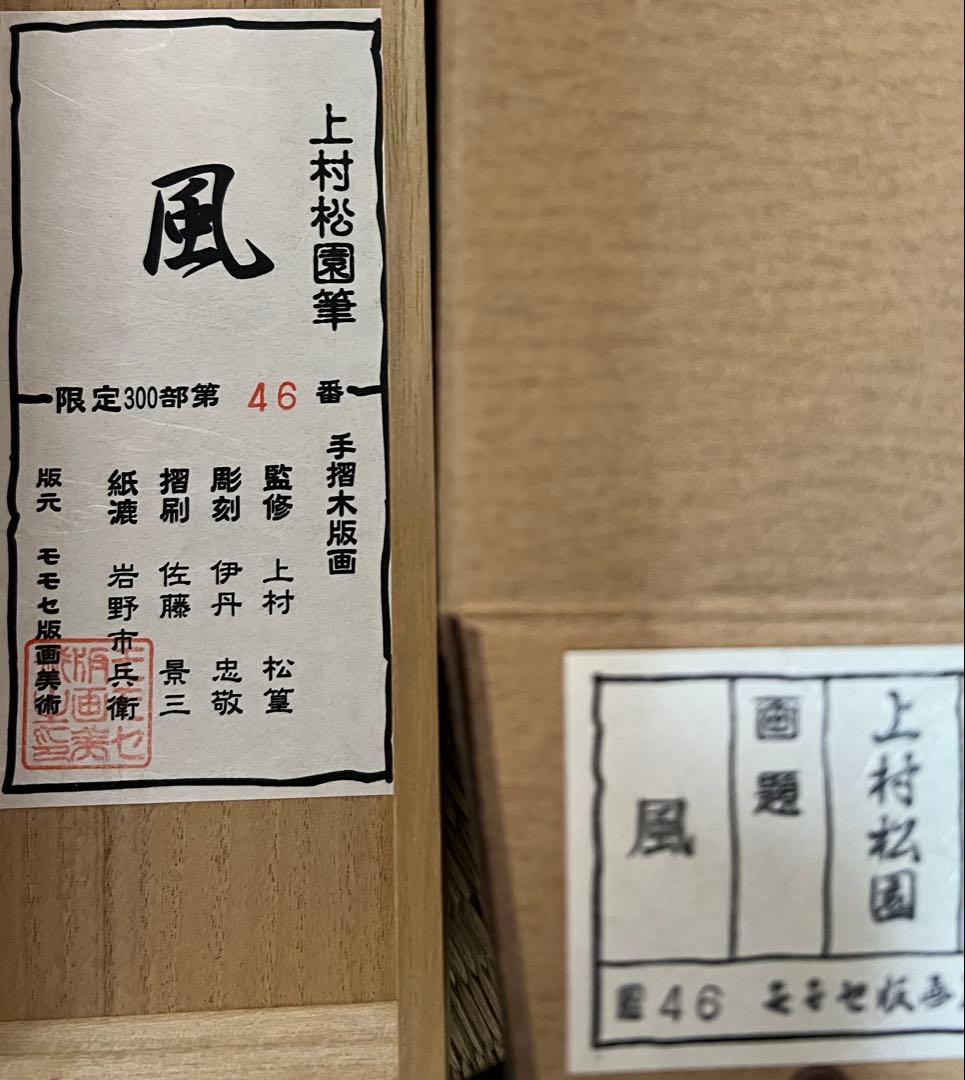 上村松園筆
風
限定300部第 46 番
手摺木版画
監修 上村 松篁
彫刻 伊丹 忠敬
摺刷 佐藤 景三
紙漉 岩野市兵衛
版元 モモセ版画美術
上村松園
画題
風
46 モモセ版画